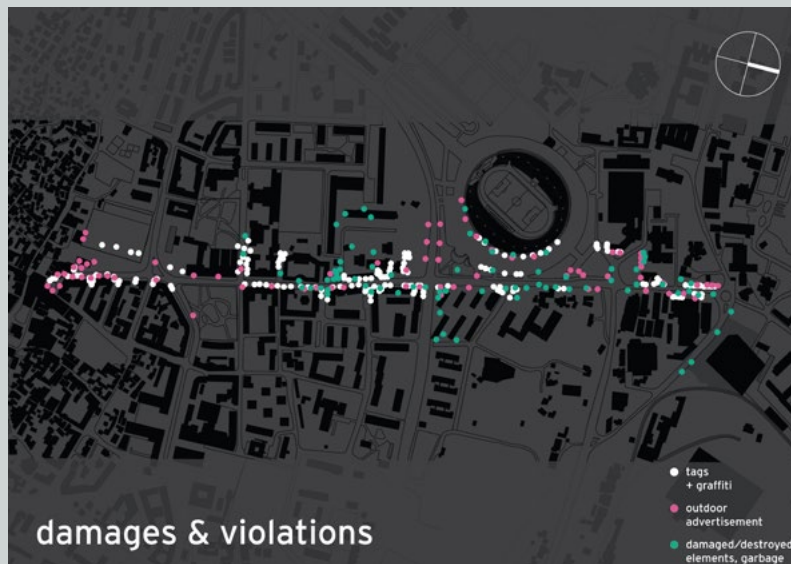 damages & violations
tags
+ graffiti
outdoor
advertisement
damaged/destroyed
elements, garbage